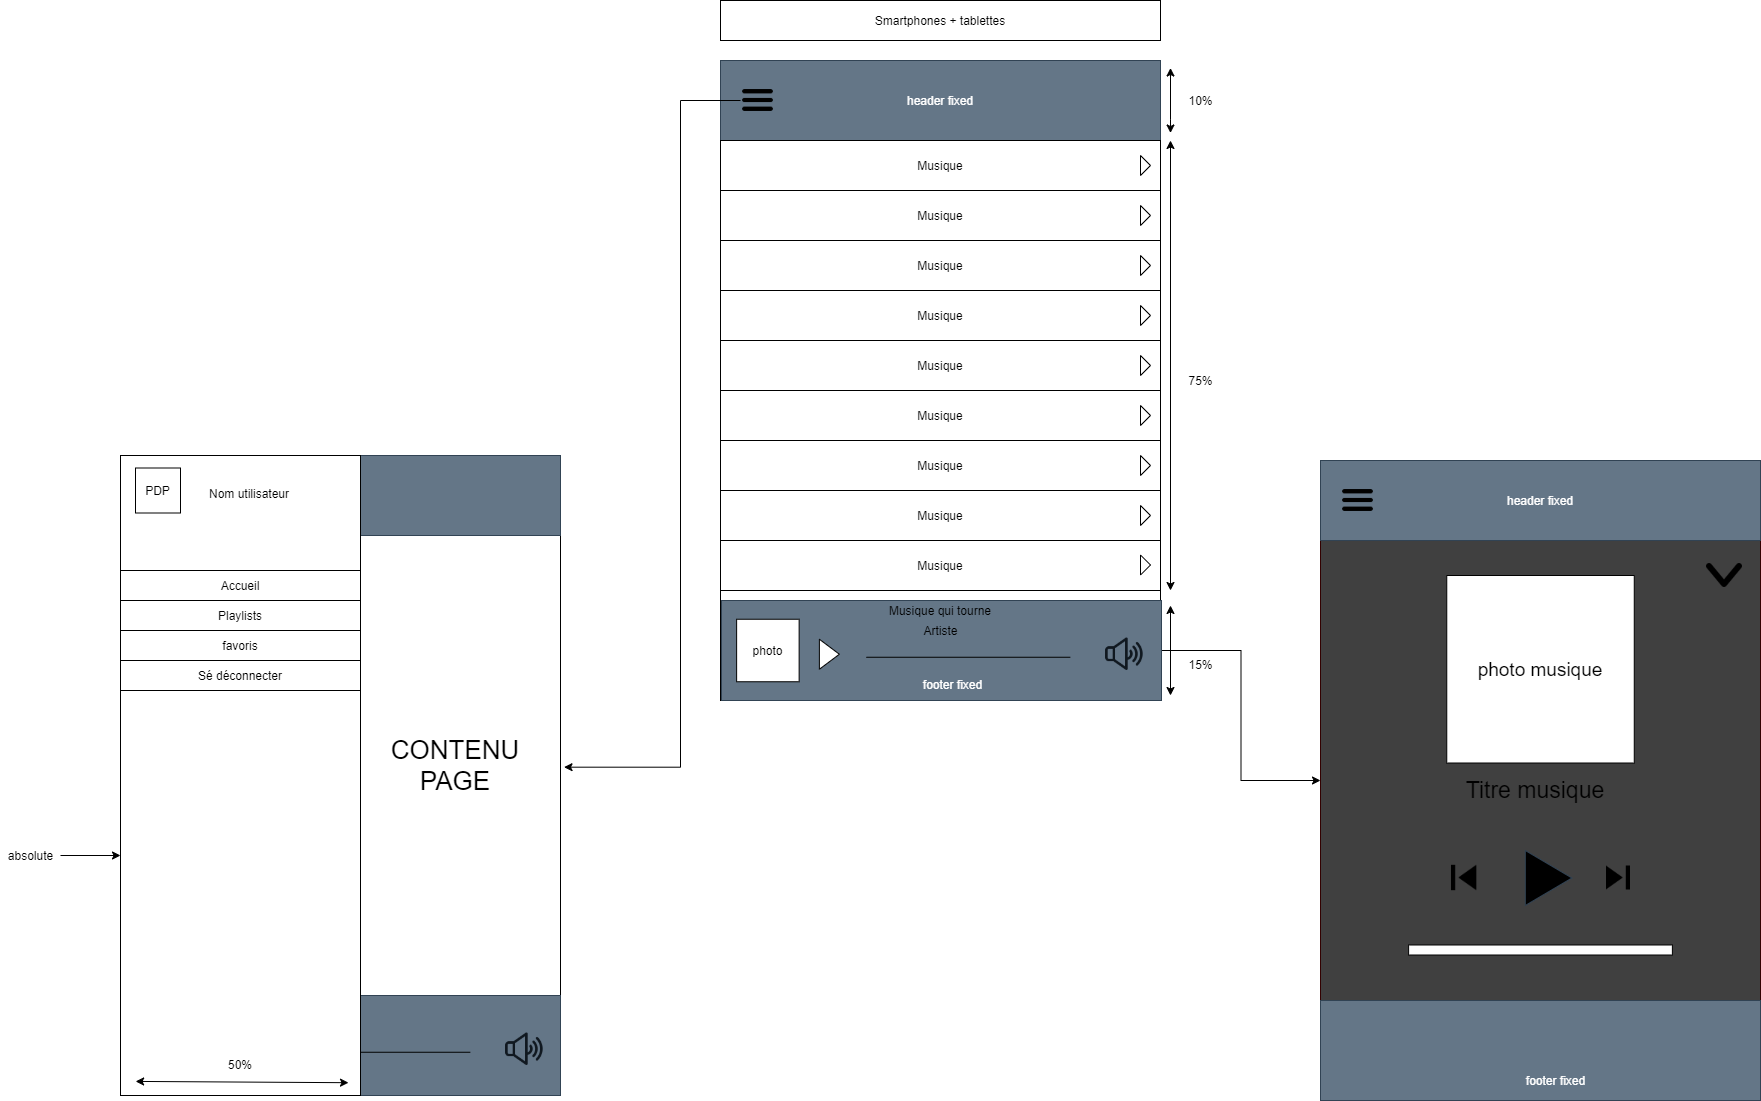 Smartphones + tablettes
header fixed
10%
Musique
Musique
Musique
Musique
Musique
Musique
Musique
Musique
Musique
75%
Musique qui tourne
Artiste
photo
footer fixed
15%
PDP
Nom utilisateur
Accueil
Playlists
favoris
Sé déconnecter
CONTENU
PAGE
absolute
50%
header fixed
photo musique
Titre musique
footer fixed